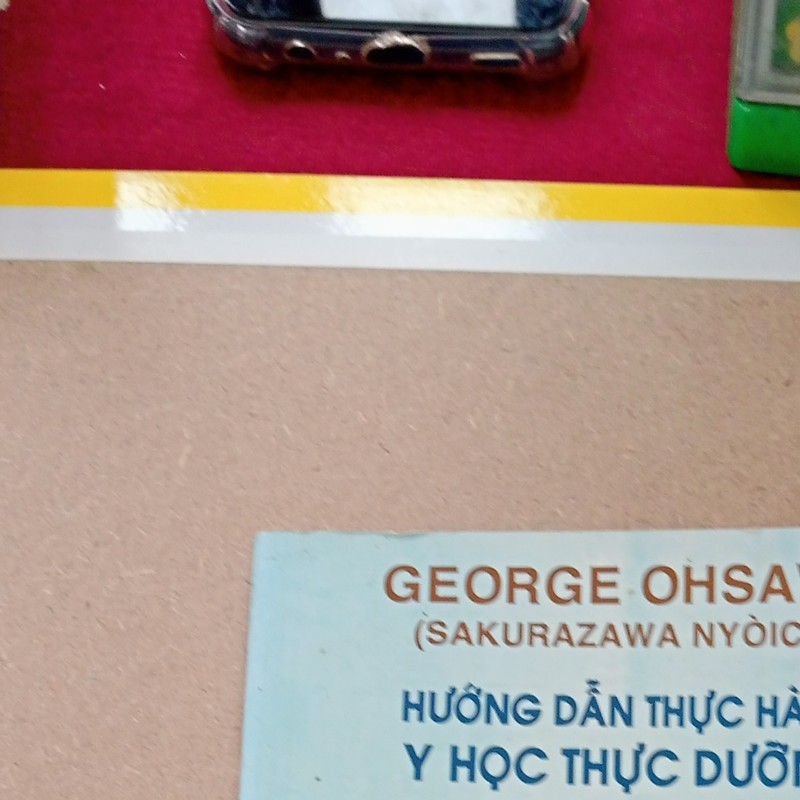 GEORGE OHSA
(SAKURAZAWA NYÒIC
HƯỚNG DẪN THỰC HÀ
Y HỌC THỰC DƯỠ